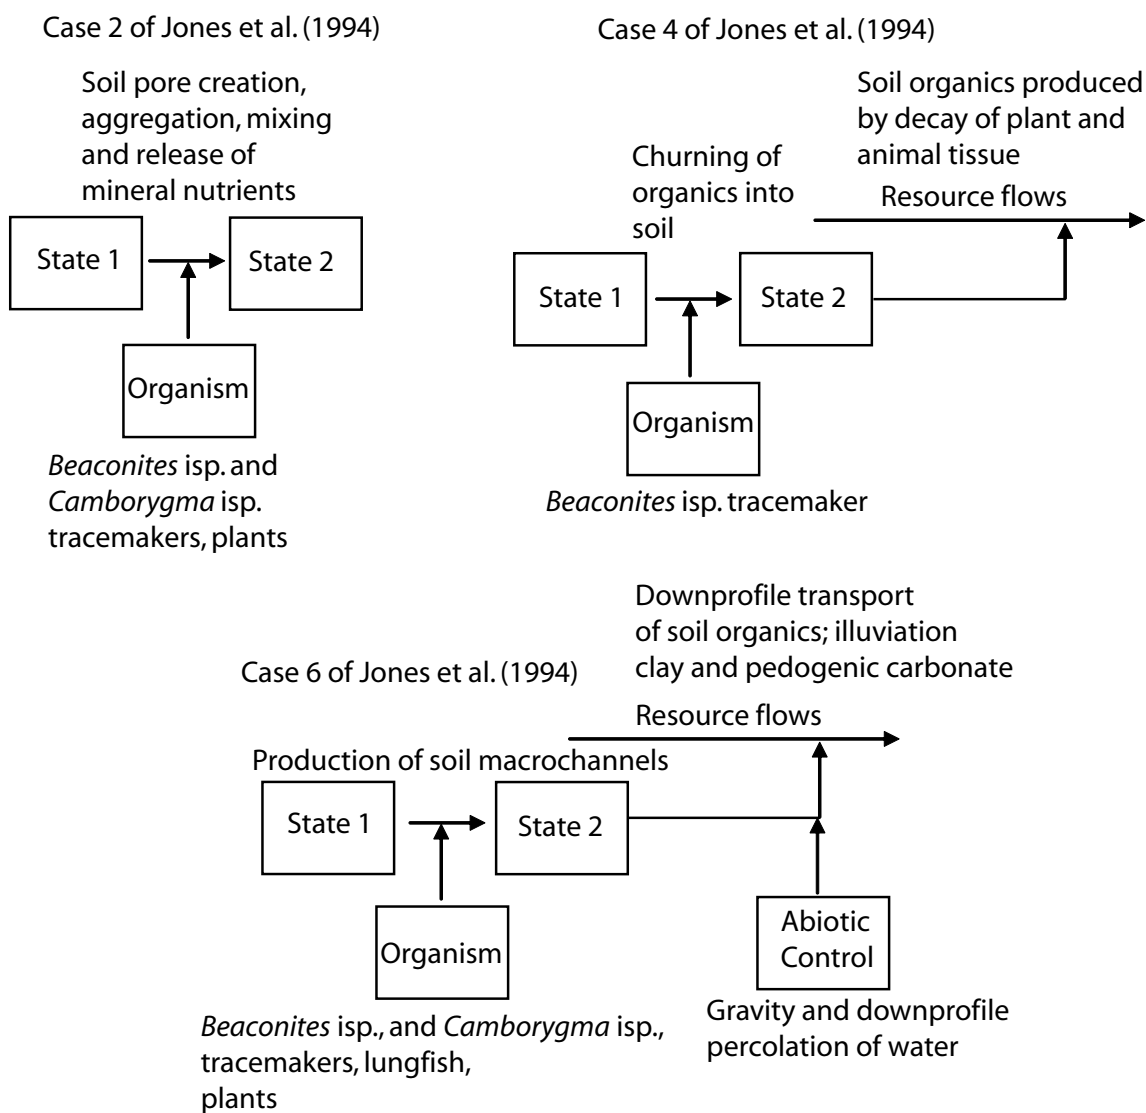 Case 2 of Jones et al. (1994)
Soil pore creation,
aggregation, mixing
and release of
mineral nutrients
State 1
State 2
Organism
Beaconites isp. and
Camborygma isp.
tracemakers, plants
Case 4 of Jones et al. (1994)
Soil organics produced
by decay of plant and
animal tissue
Churning of
organics into
soil
Resource flows
State 1
State 2
Organism
Beaconites isp. tracemaker
Case 6 of Jones et al. (1994)
Downprofile transport
of soil organics; illuviation
clay and pedogenic carbonate
Resource flows
Production of soil macrochannels
State 1
State 2
Organism
Abiotic
Control
Beaconites isp., and Camborygma isp.,
tracemakers, lungfish,
plants
Gravity and downprofile
percolation of water